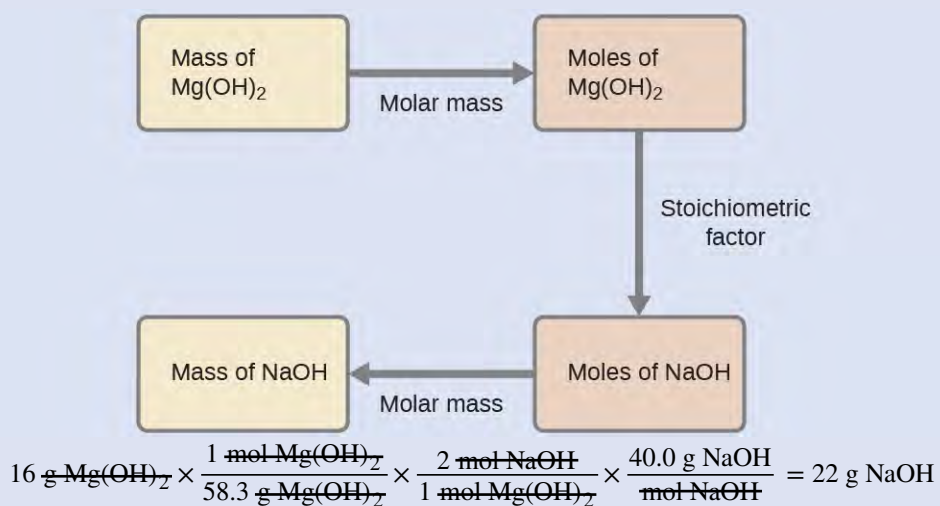 Mass of
Mg(OH)₂
Molar mass
Moles of
Mg(OH)₂
Stoichiometric
factor
Mass of NaOH
Molar mass
Moles of NaOH
16 g Mg(OH)₂ × 1 mol Mg(OH)₂ / 58.3 g Mg(OH)₂ × 2 mol NaOH / 1 mol Mg(OH)₂ × 40.0 g NaOH / mol NaOH = 22 g NaOH